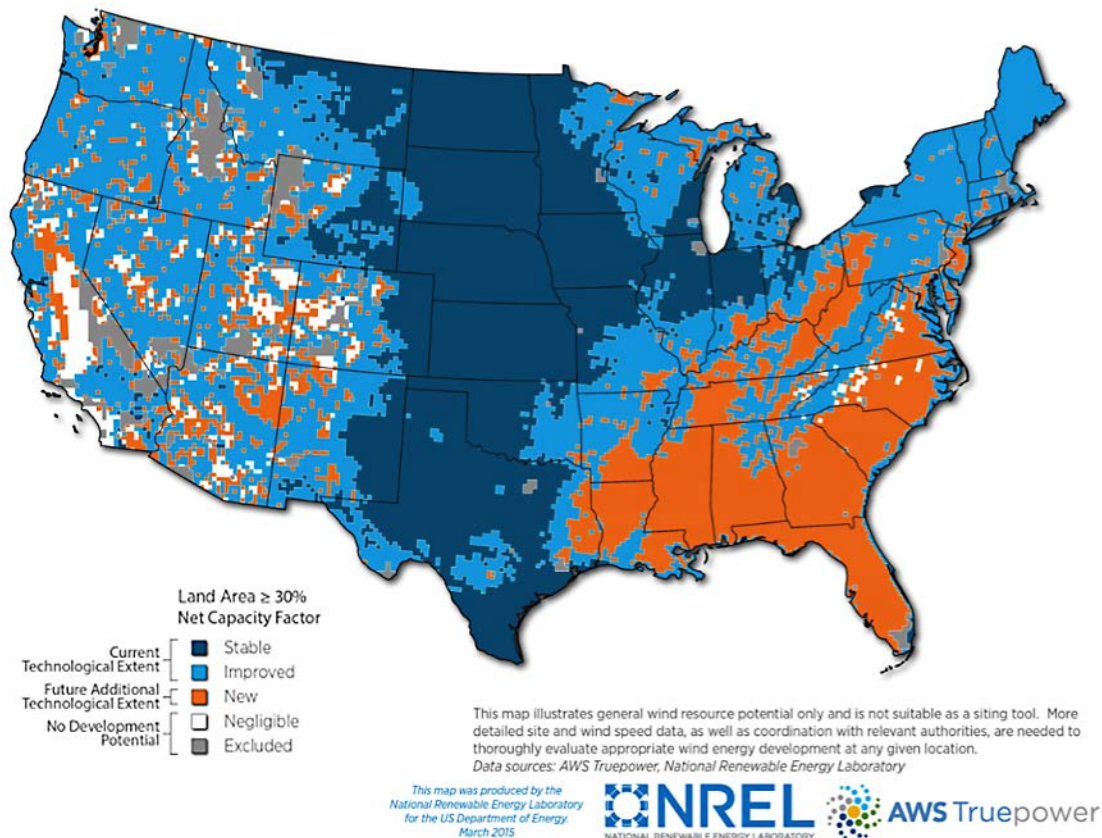 Land Area ≥ 30%
Net Capacity Factor
Current
Technological Extent
Stable
Improved
Future Additional
Technological Extent
New
No Development
Potential
Negligible
Excluded
This map illustrates general wind resource potential only and is not suitable as a siting tool. More
detailed site and wind speed data, as well as coordination with relevant authorities, are needed to
thoroughly evaluate appropriate wind energy development at any given location.
Data sources: AWS Truepower, National Renewable Energy Laboratory
This map was produced by the
National Renewable Energy Laboratory
for the US Department of Energy.
March 2015
NREL
NATIONAL RENEWABLE ENERGY LABORATORY
AWS Truepower